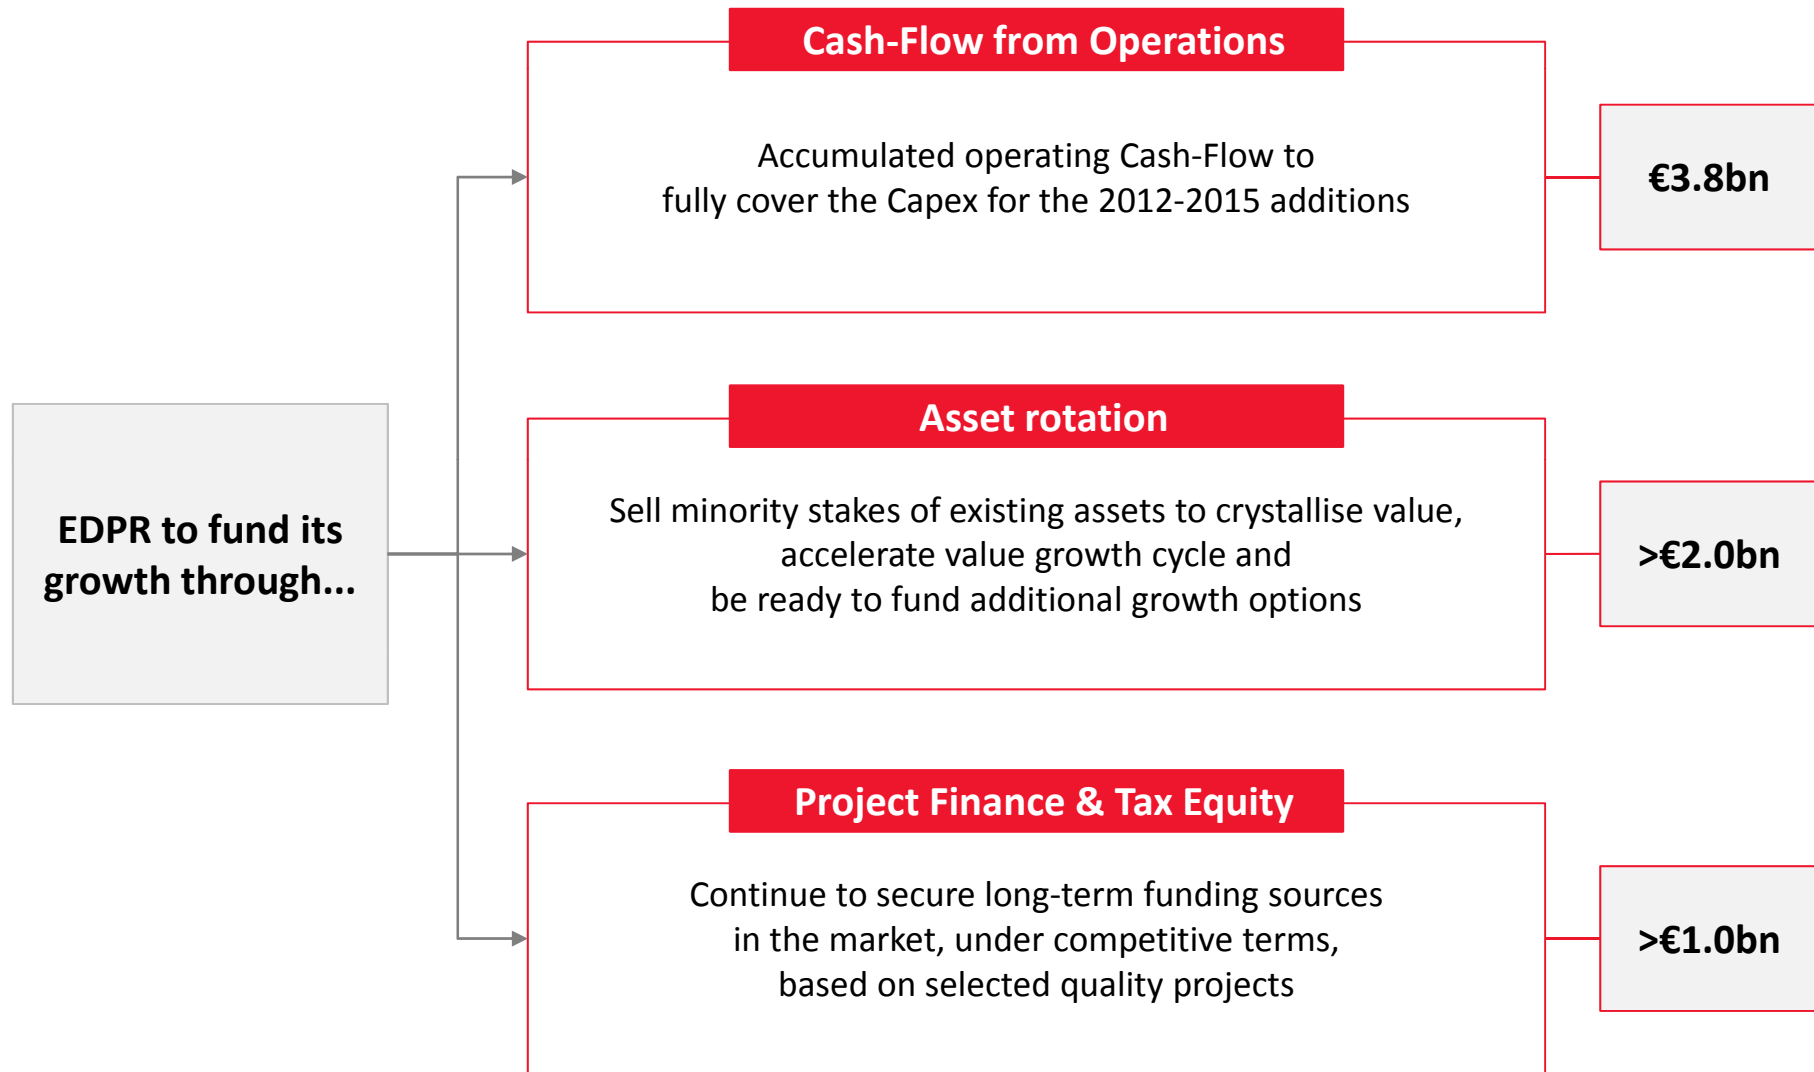 Cash-Flow from Operations
Accumulated operating Cash-Flow to
fully cover the Capex for the 2012-2015 additions
€3.8bn
EDPR to fund its
growth through...
Asset rotation
Sell minority stakes of existing assets to crystallise value,
accelerate value growth cycle and
be ready to fund additional growth options
>€2.0bn
Project Finance & Tax Equity
Continue to secure long-term funding sources
in the market, under competitive terms,
based on selected quality projects
>€1.0bn